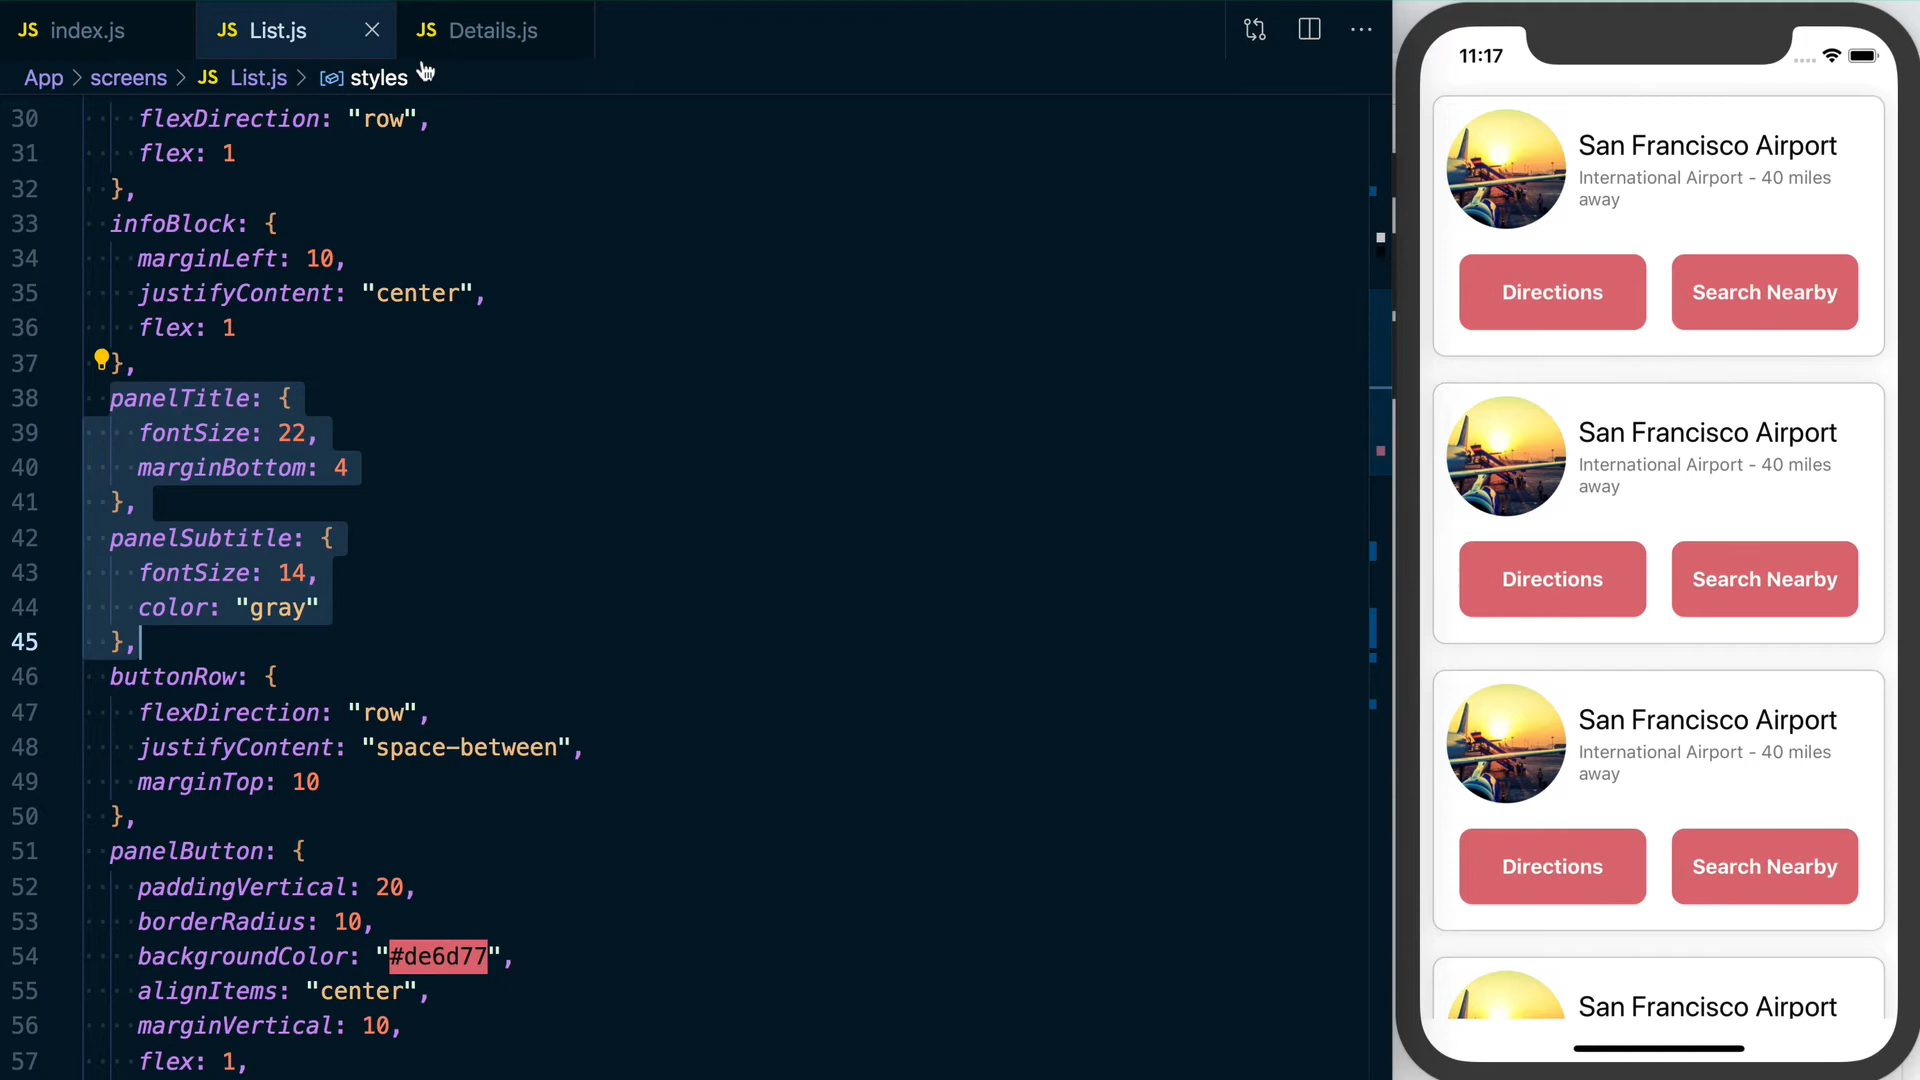 JS index.js
JS List.js
JS Details.js
App > screens > JS List.js > styles
30 flexDirection: "row",
31 flex: 1
32 },
33 infoBlock: {
34 marginLeft: 10,
35 justifyContent: "center",
36 flex: 1
37 },
38 panelTitle: {
39 fontSize: 22,
40 marginBottom: 4
41 },
42 panelSubtitle: {
43 fontSize: 14,
44 color: "gray"
45 },
46 buttonRow: {
47 flexDirection: "row",
48 justifyContent: "space-between",
49 marginTop: 10
50 },
51 panelButton: {
52 paddingVertical: 20,
53 borderRadius: 10,
54 backgroundColor: "#de6d77",
55 alignItems: "center",
56 marginVertical: 10,
57 flex: 1,
11:17
San Francisco Airport
International Airport - 40 miles
away
Directions
Search Nearby
San Francisco Airport
International Airport - 40 miles
away
Directions
Search Nearby
San Francisco Airport
International Airport - 40 miles
away
Directions
Search Nearby
San Francisco Airport